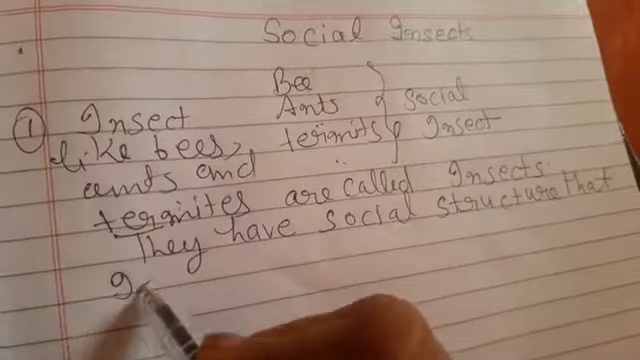 Social Insects
Bee
Ants } social
termits } Insect
① Insect
like bees,
ants and
termites are called Insects.
They have social structure that